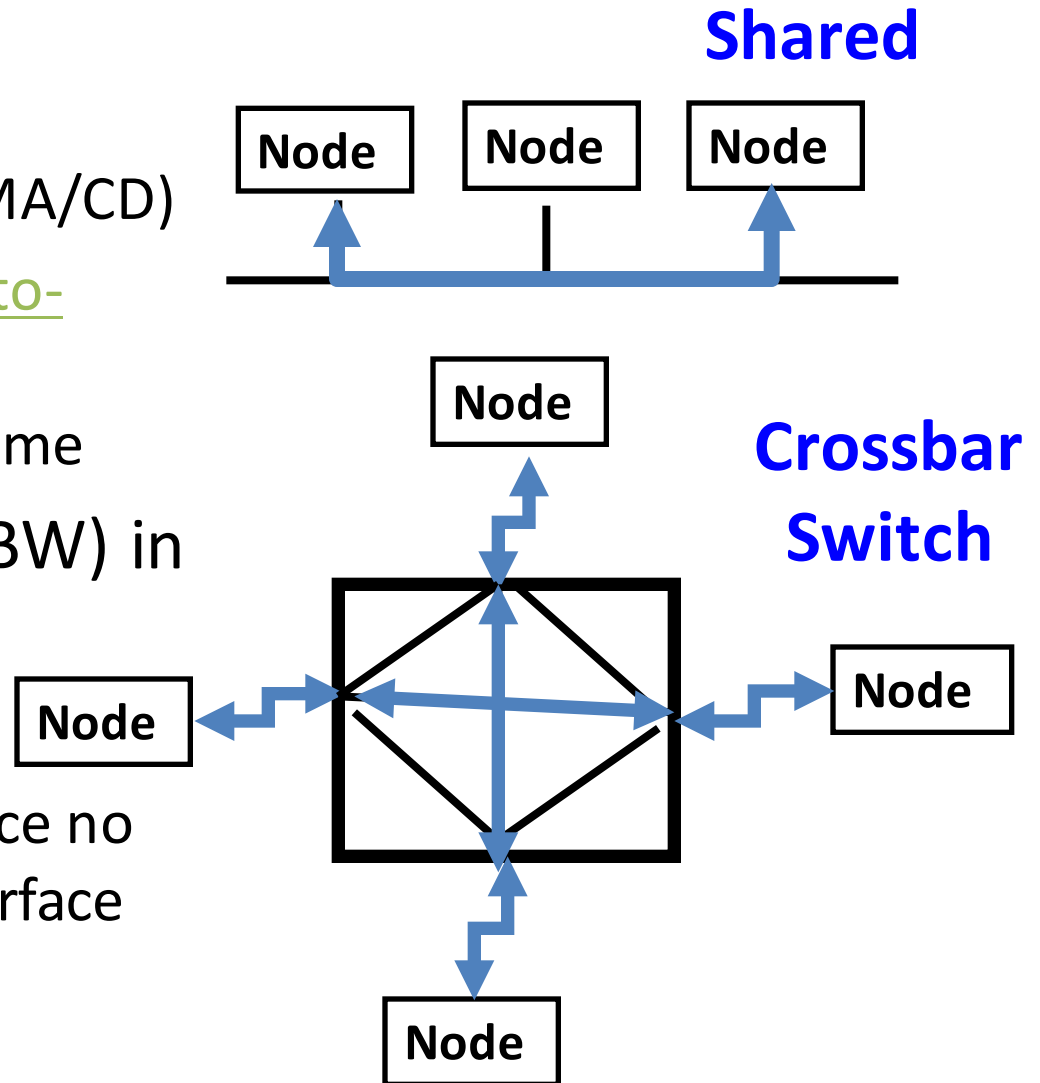 Shared
Node
Node
Node
MA/CD)
to-
Node
me
Crossbar
Switch
BW) in
Node
Node
ce no
rface
Node